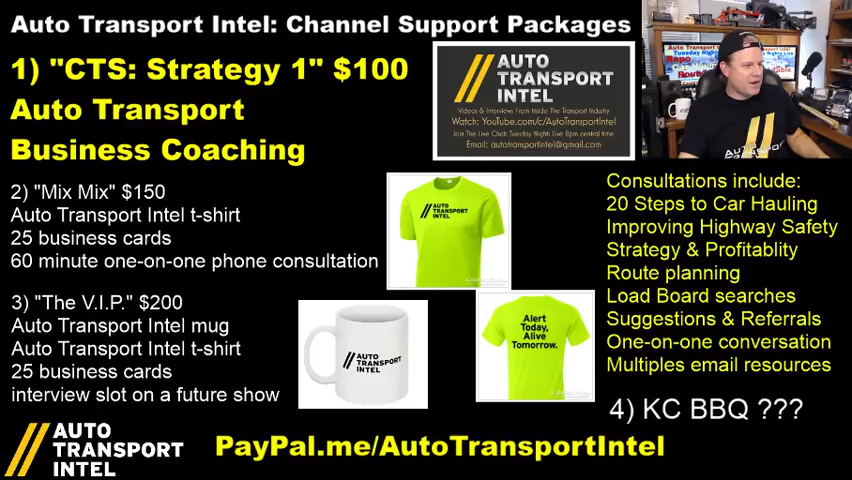 Auto Transport Intel: Channel Support Packages
1) "CTS: Strategy 1" $100
Auto Transport
Business Coaching
2) "Mix Mix" $150
Auto Transport Intel t-shirt
25 business cards
60 minute one-on-one phone consultation
3) "The V.I.P." $200
Auto Transport Intel mug
Auto Transport Intel t-shirt
25 business cards
interview slot on a future show
AUTO
TRANSPORT
INTEL
Videos & Interviews From Inside The Transport Industry
Watch: YouTube.com/c/AutoTransportIntel
Join The Live Chat: Tuesday Nights Live 8pm central time
Email: autotransportintel@gmail.com
AUTO
TRANSPORT
INTEL
Alert
Today,
Alive
Tomorrow.
AUTO
TRANSPORT
INTEL
Consultations include:
20 Steps to Car Hauling
Improving Highway Safety
Strategy & Profitablity
Route planning
Load Board searches
Suggestions & Referrals
One-on-one conversation
Multiples email resources
4) KC BBQ ???
AUTO
TRANSPORT
INTEL
PayPal.me/AutoTransportIntel